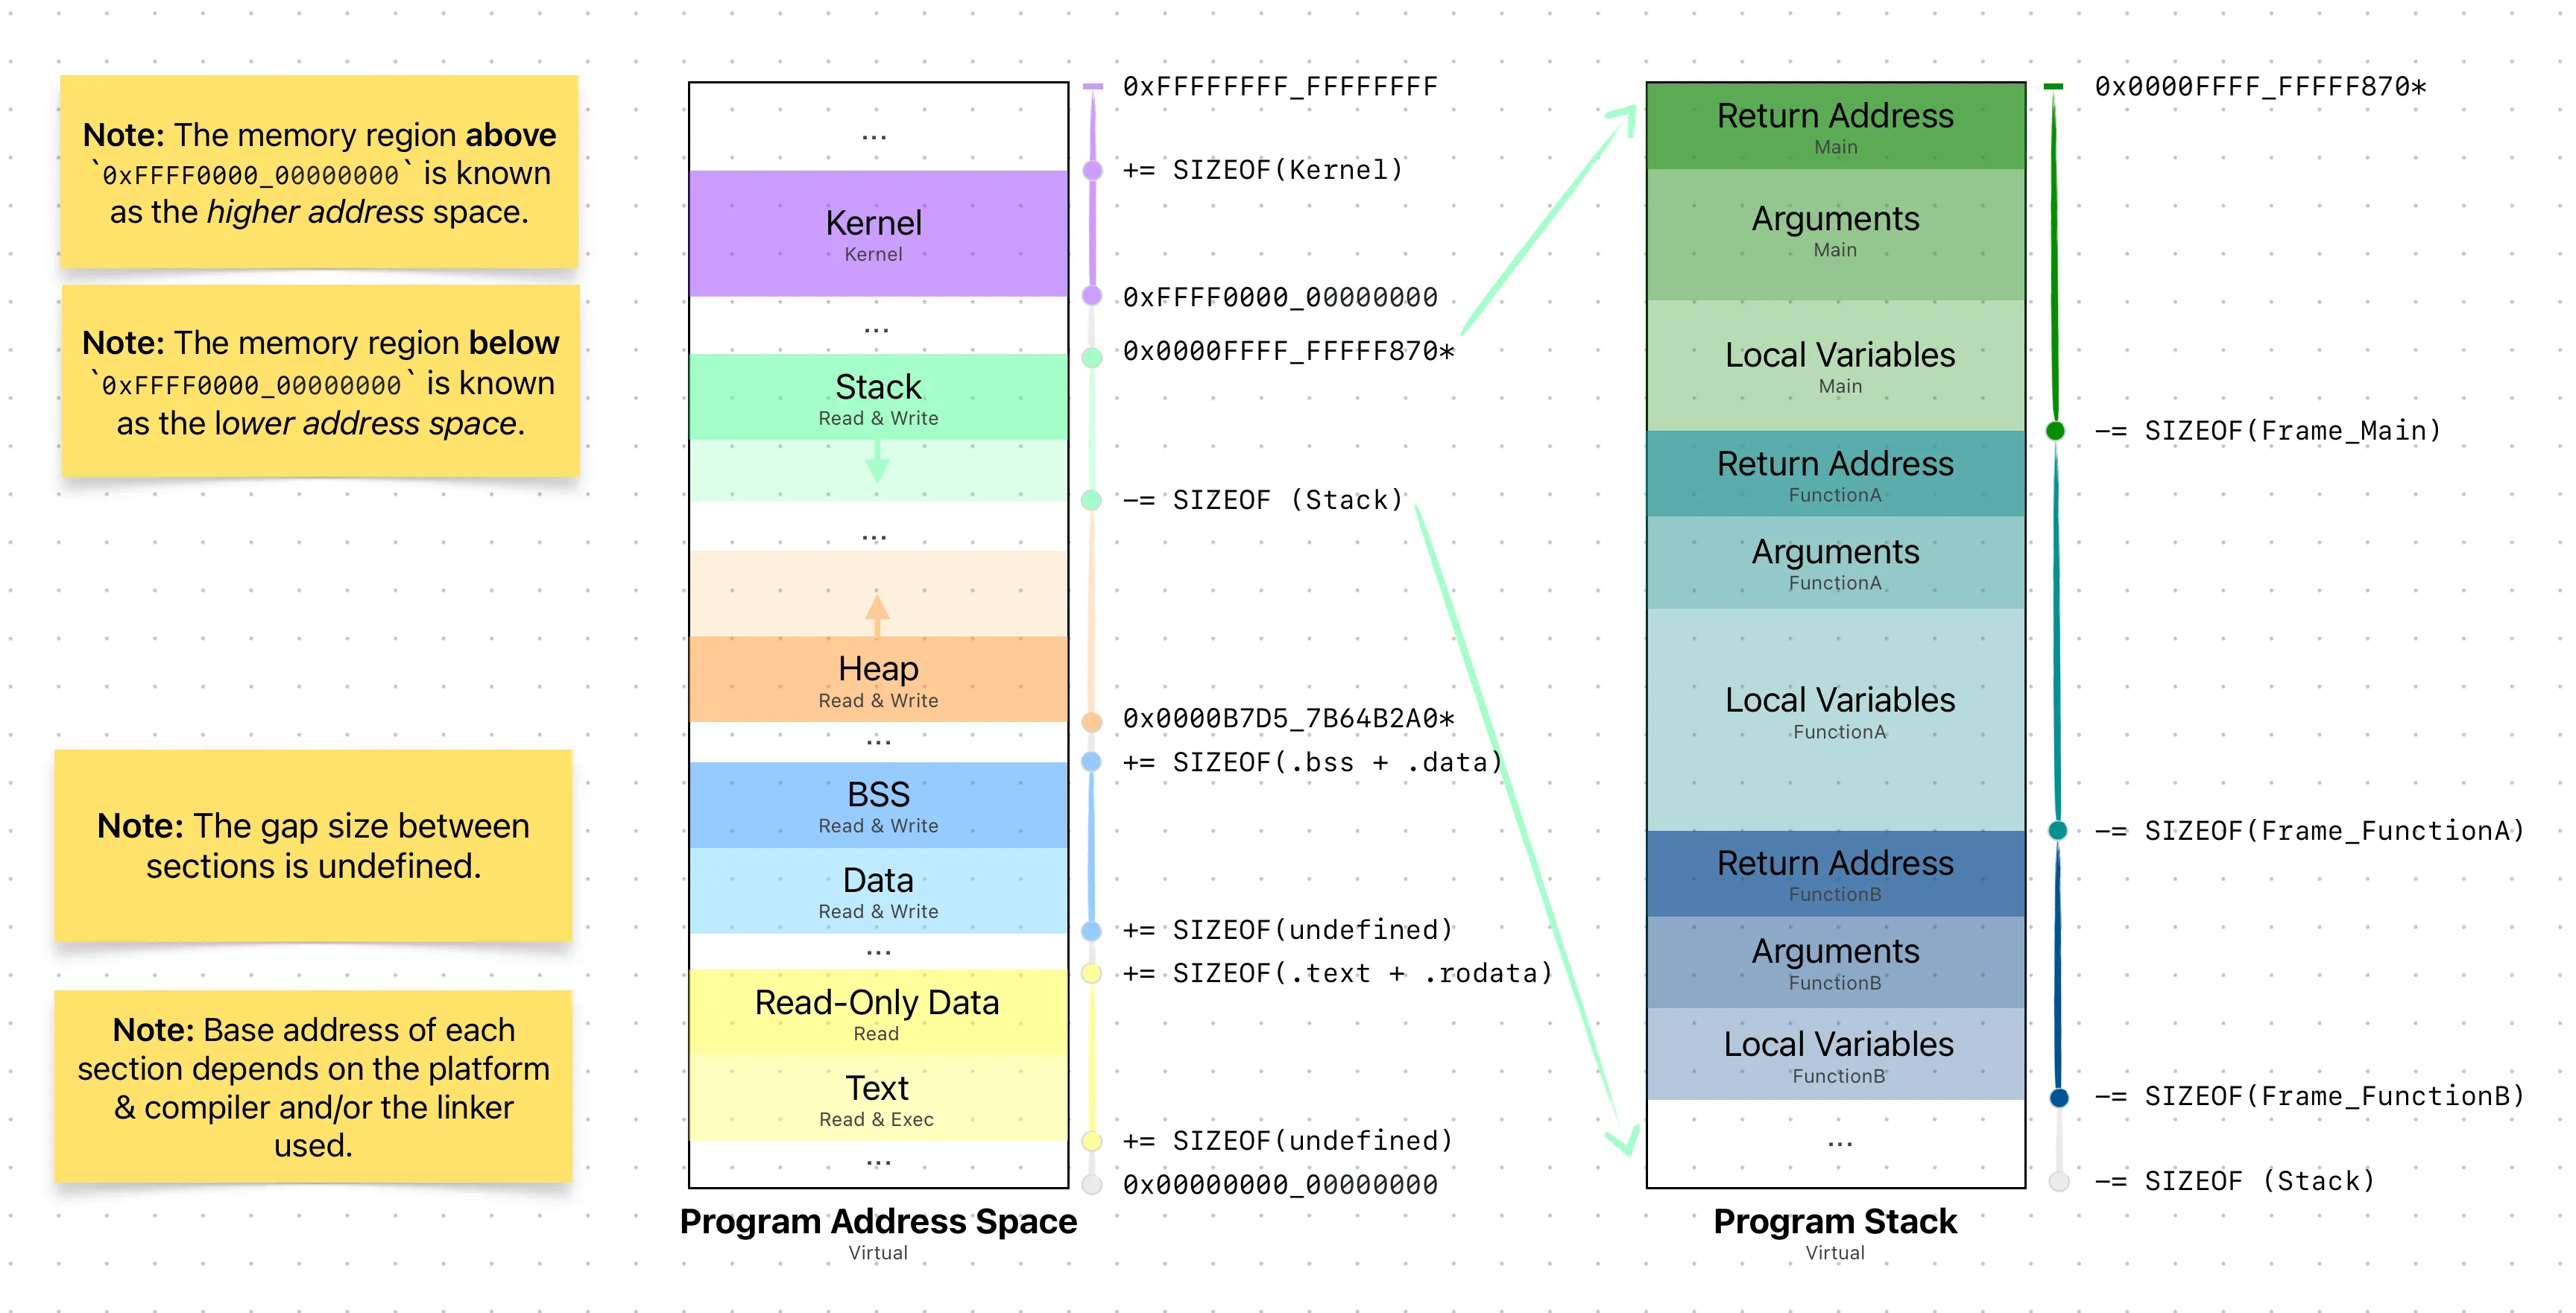 Note: The memory region above
`0xFFFF0000_00000000` is known
as the higher address space.
Note: The memory region below
`0xFFFF0000_00000000` is known
as the lower address space.
Note: The gap size between
sections is undefined.
Note: Base address of each
section depends on the platform
& compiler and/or the linker
used.
...
Kernel
Kernel
...
Stack
Read & Write
...
Heap
Read & Write
...
BSS
Read & Write
Data
Read & Write
...
Read-Only Data
Read
Text
Read & Exec
...
Program Address Space
Virtual
0xFFFFFFFF_FFFFFFFF
+= SIZEOF(Kernel)
0xFFFF0000_00000000
0x0000FFFF_FFFFF870*
-= SIZEOF (Stack)
0x0000B7D5_7B64B2A0*
+= SIZEOF(.bss + .data)
+= SIZEOF(undefined)
+= SIZEOF(.text + .rodata)
+= SIZEOF(undefined)
0x00000000_00000000
Return Address
Main
Arguments
Main
Local Variables
Main
Return Address
FunctionA
Arguments
FunctionA
Local Variables
FunctionA
Return Address
FunctionB
Arguments
FunctionB
Local Variables
FunctionB
...
Program Stack
Virtual
0x0000FFFF_FFFFF870*
-= SIZEOF(Frame_Main)
-= SIZEOF(Frame_FunctionA)
-= SIZEOF(Frame_FunctionB)
-= SIZEOF (Stack)